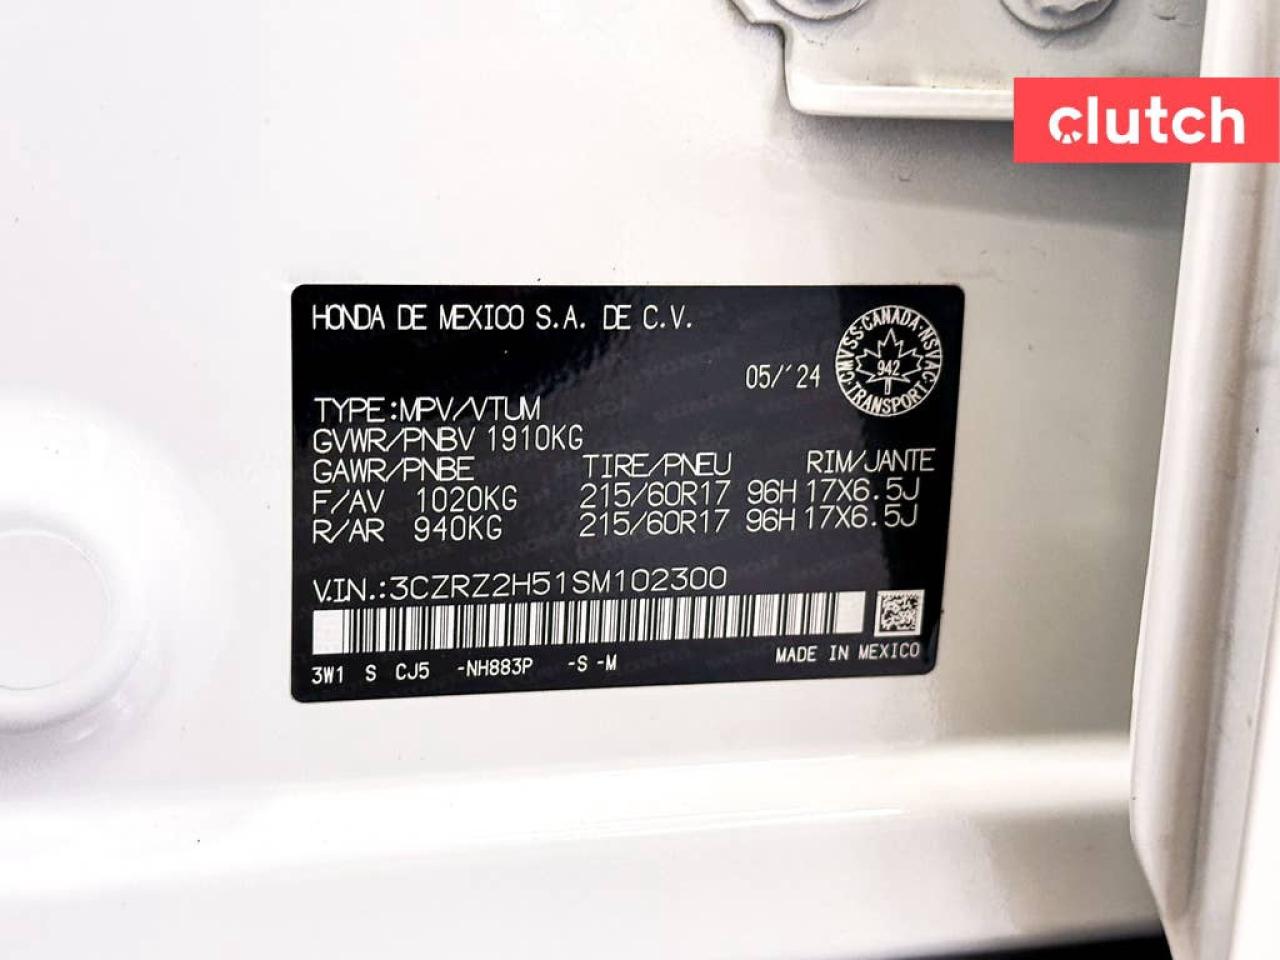 clutch
HONDA DE MEXICO S.A. DE C.V.
05/'24
CMVSS·CANADA·NSVAC·TRANSPORT
942
TYPE:MPV/VTUM
GVWR/PNBV 1910KG
GAWR/PNBE TIRE/PNEU RIM/JANTE
F/AV 1020KG 215/60R17 96H 17X6.5J
R/AR 940KG 215/60R17 96H 17X6.5J
V.IN.:3CZRZ2H51SM102300
3W1 S CJ5 -NH883P -S -M MADE IN MEXICO